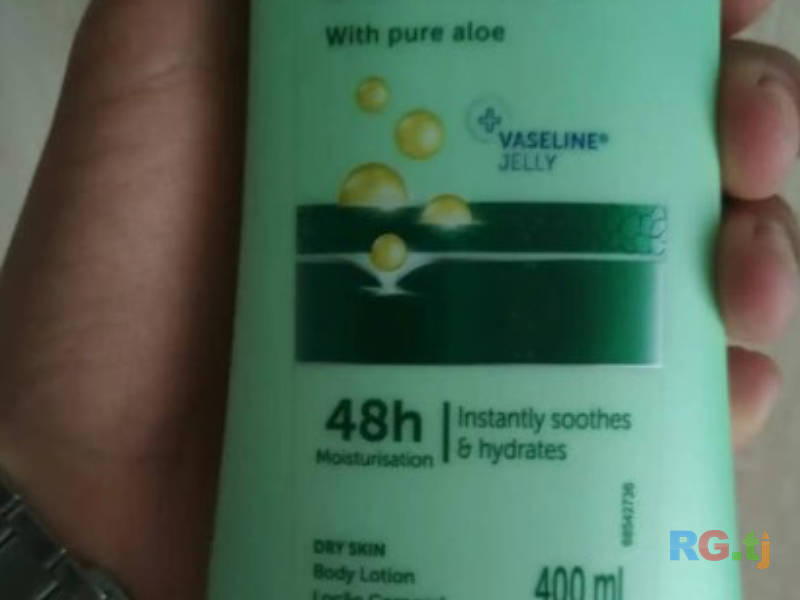 With pure aloe
VASELINE®
JELLY
48h
Moisturisation
Instantly soothes
& hydrates
DRY SKIN
Body Lotion
400 ml
RG.tj